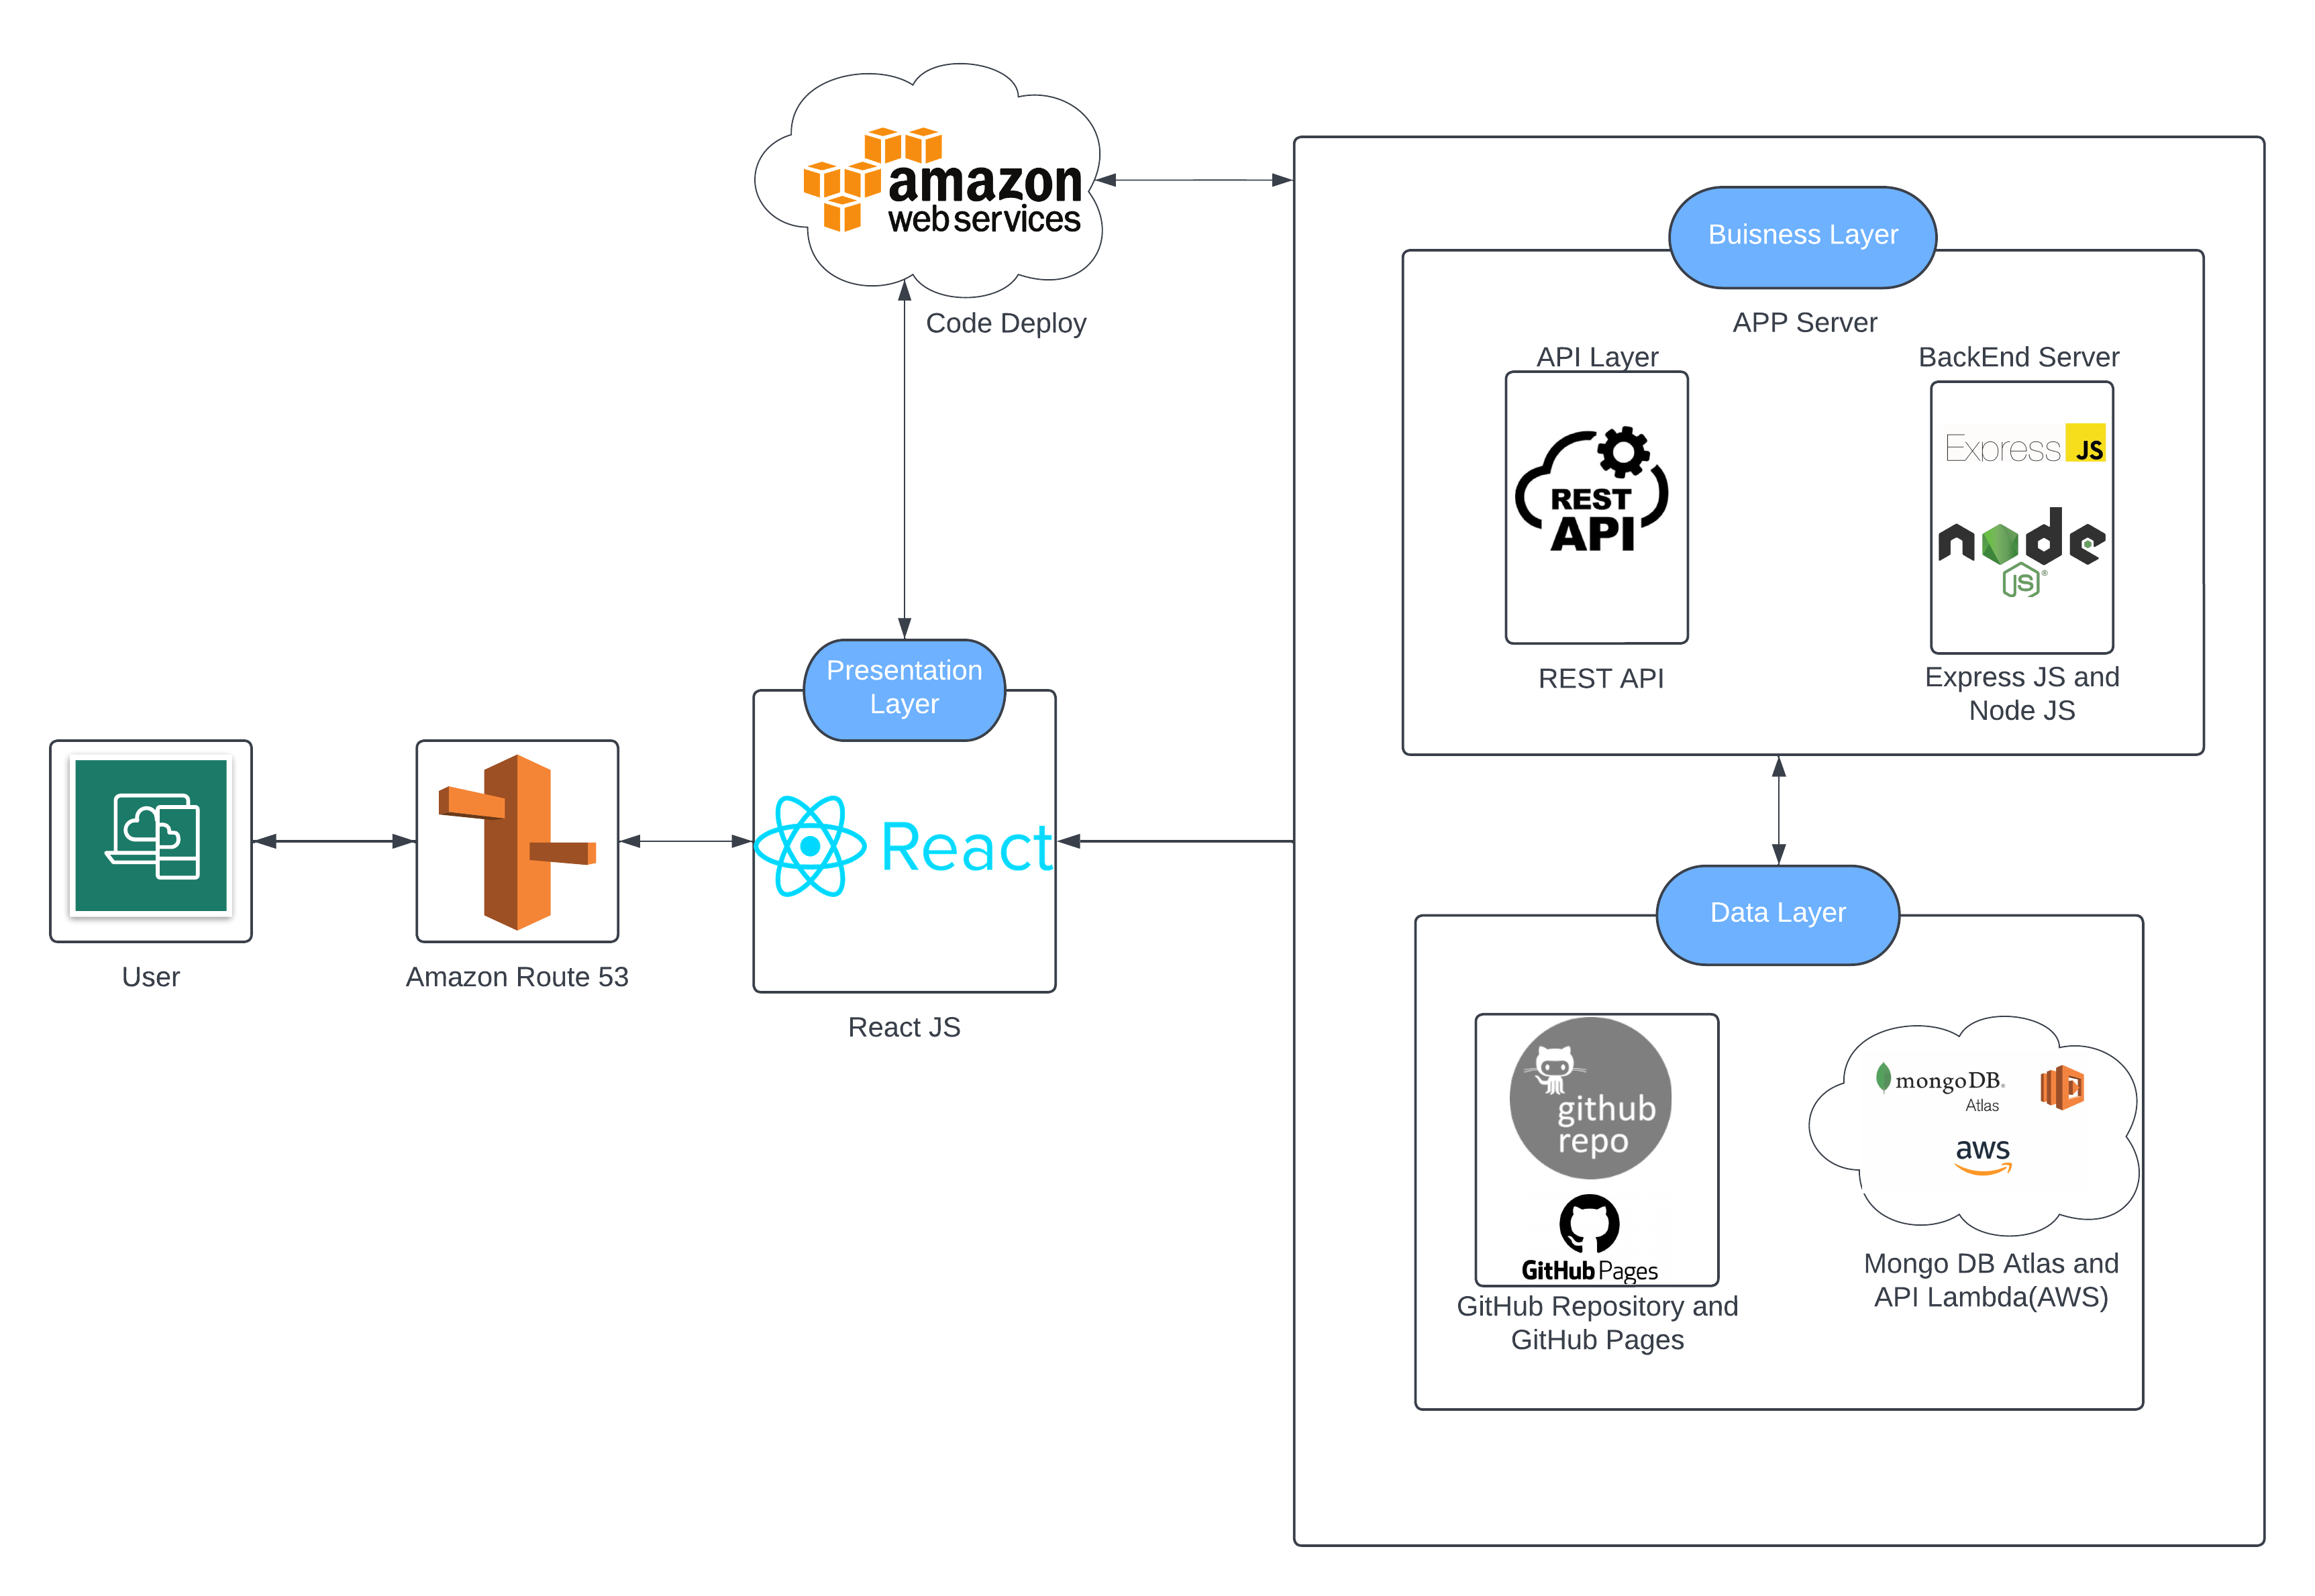 amazon
web services
Code Deploy
Buisness Layer
APP Server
API Layer
BackEnd Server
REST
API
Express JS
node
JS
REST API
Express JS and
Node JS
Presentation
Layer
React
User
Amazon Route 53
React JS
Data Layer
github
repo
GitHub Pages
mongoDB
Atlas
aws
GitHub Repository and
GitHub Pages
Mongo DB Atlas and
API Lambda(AWS)